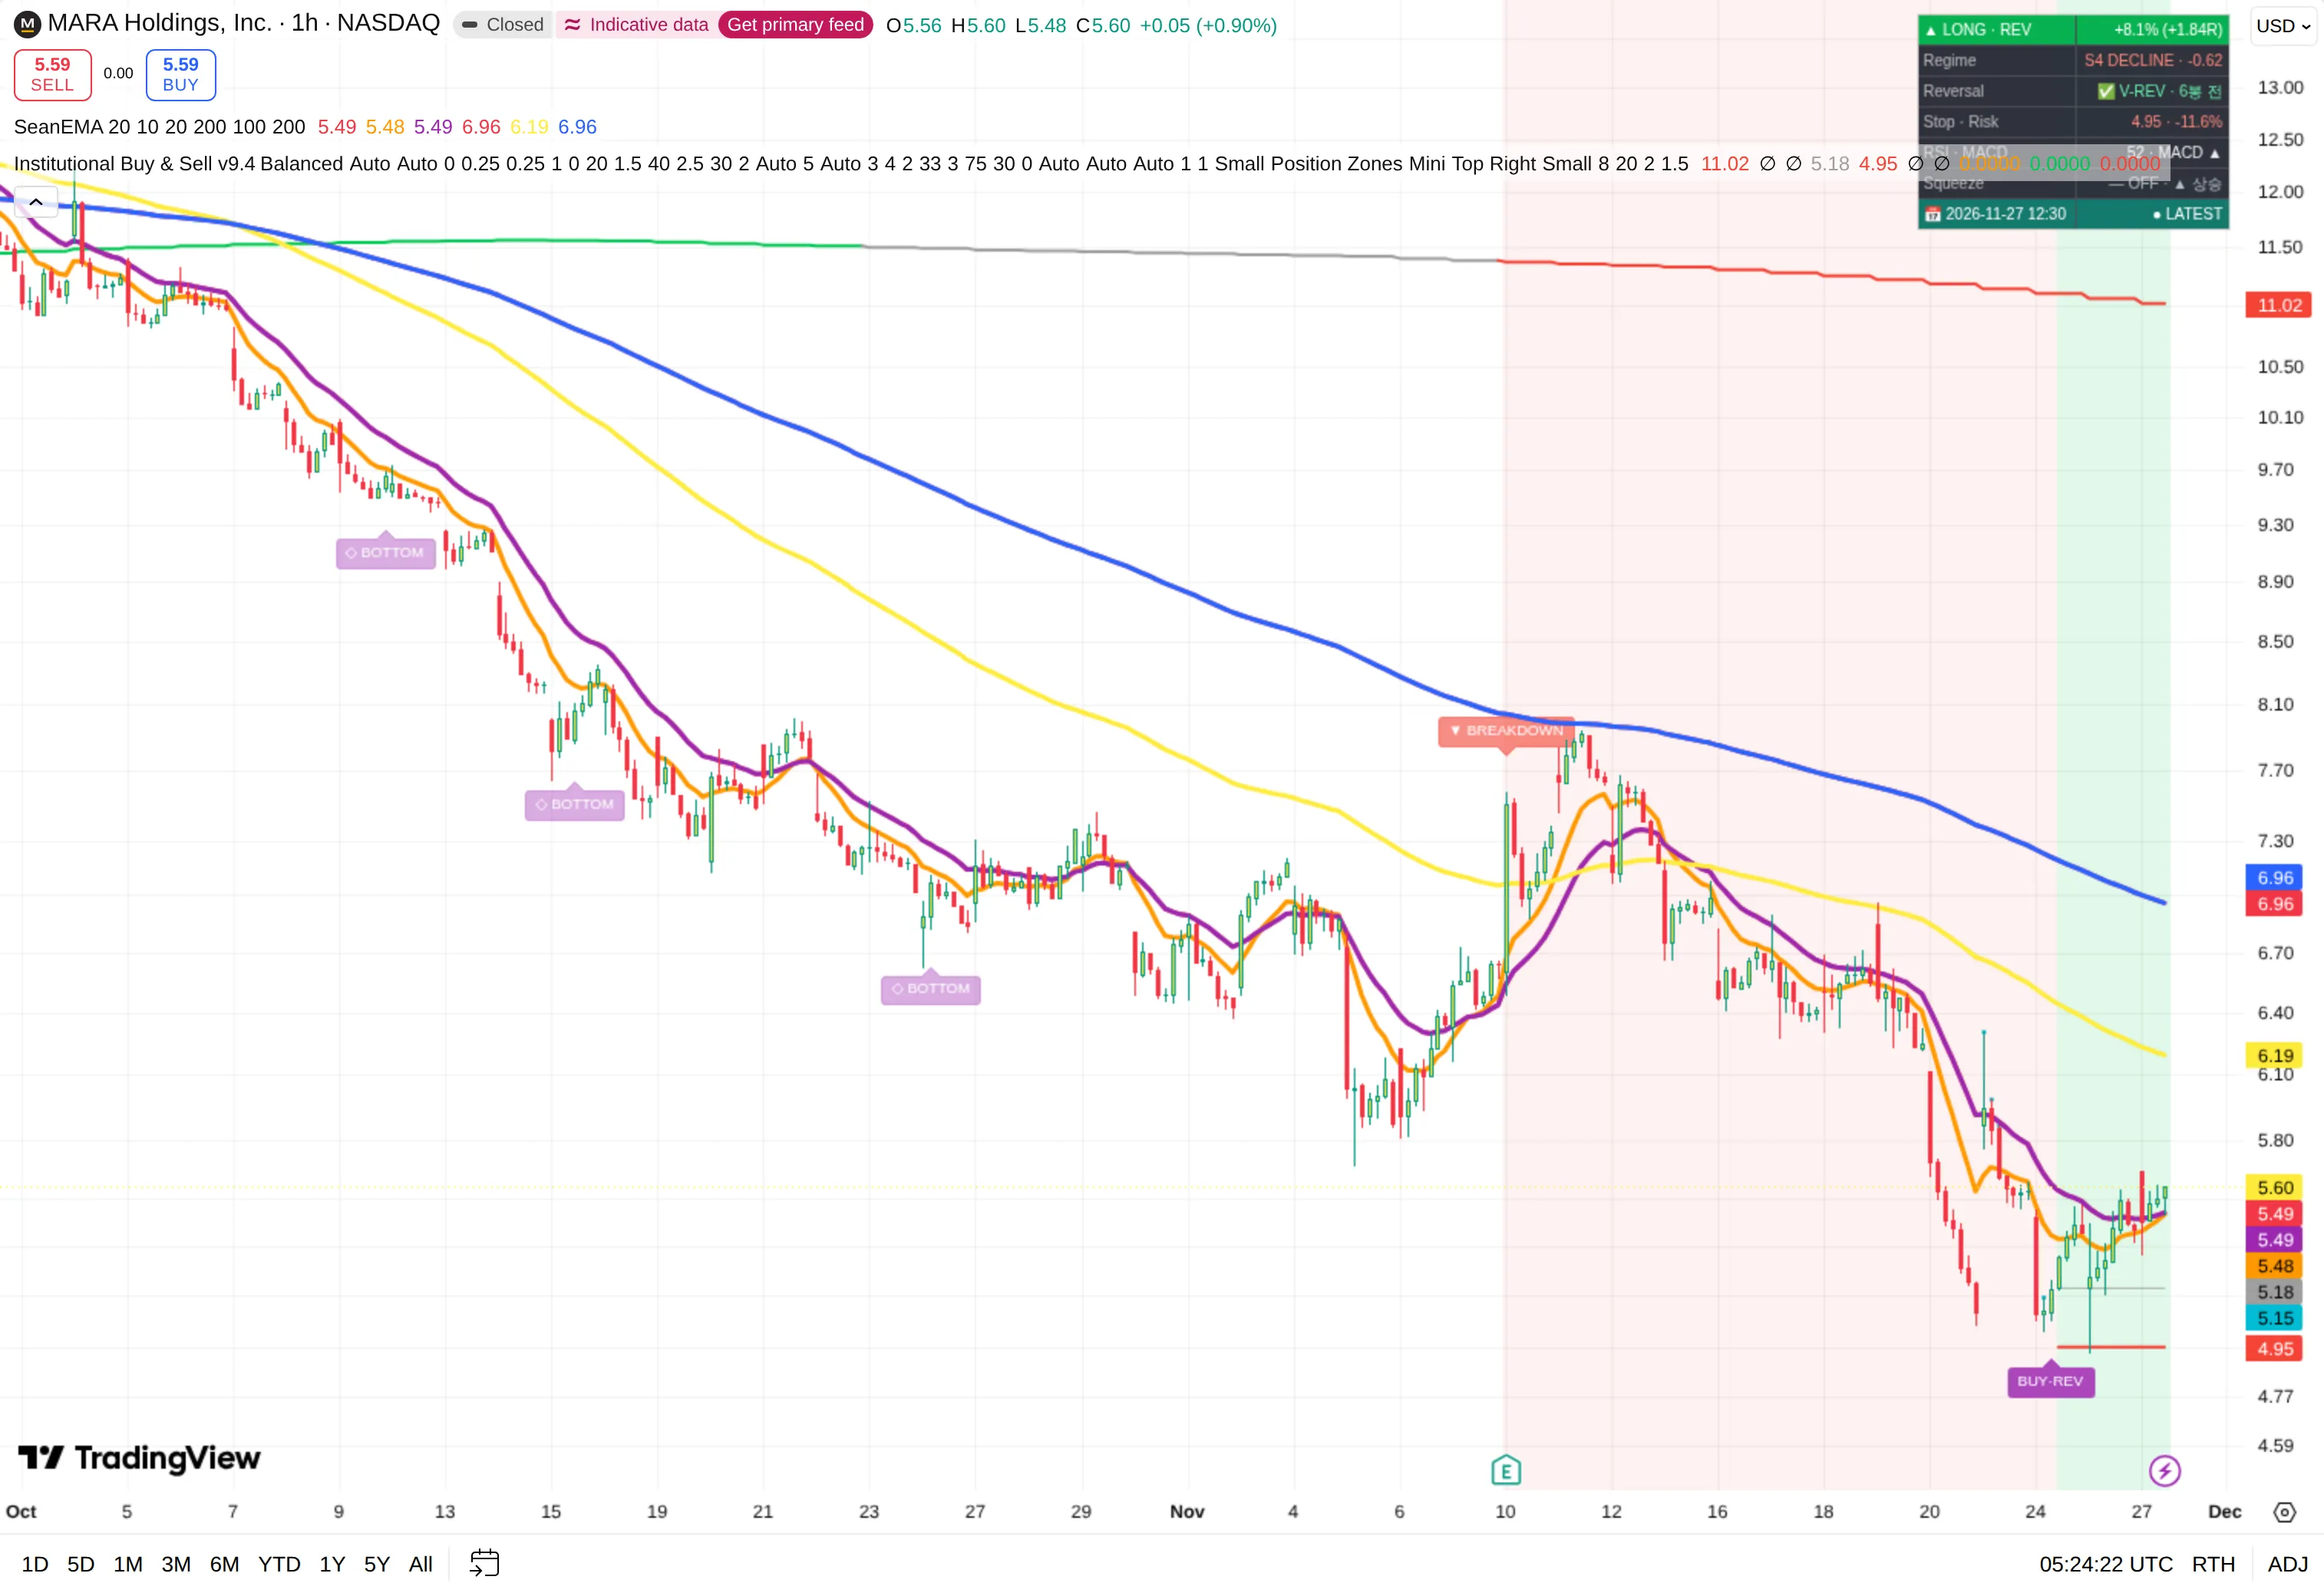 MARA Holdings, Inc. · 1h · NASDAQ Closed Indicative data Get primary feed O5.56 H5.60 L5.48 C5.60 +0.05 (+0.90%)
USD
5.59 SELL 0.00 5.59 BUY
SeanEMA 20 10 20 200 100 200 5.49 5.48 5.49 6.96 6.19 6.96
Institutional Buy & Sell v9.4 Balanced Auto Auto 0 0.25 0.25 1 0 20 1.5 40 2.5 30 2 Auto 5 Auto 3 4 2 33 3 75 30 0 Auto Auto Auto 1 1 Small Position Zones Mini Top Right Small 8 20 2 1.5 11.02 ∅ ∅ 5.18 4.95 ∅ ∅ 0.0000 0.0000 0.0000
▲ LONG · REV +8.1% (+1.84R)
Regime S4 DECLINE · -0.62
Reversal ✅ V-REV · 6봉 전
Stop · Risk 4.95 · -11.6%
RSI · MACD 52 · MACD ▲
Squeeze — OFF · ▲ 상승
📅 2026-11-27 12:30 ● LATEST
13.00
12.50
12.00
11.50
11.02
10.50
10.10
9.70
9.30
8.90
8.50
8.10
7.70
7.30
6.96
6.96
6.70
6.40
6.19
6.10
5.80
5.60
5.49
5.49
5.48
5.18
5.15
4.95
4.77
4.59
◇ BOTTOM
◇ BOTTOM
◇ BOTTOM
▼ BREAKDOWN
BUY-REV
TradingView
E
Oct 5 7 9 13 15 19 21 23 27 29 Nov 4 6 10 12 16 18 20 24 27 Dec
1D 5D 1M 3M 6M YTD 1Y 5Y All 05:24:22 UTC RTH ADJ